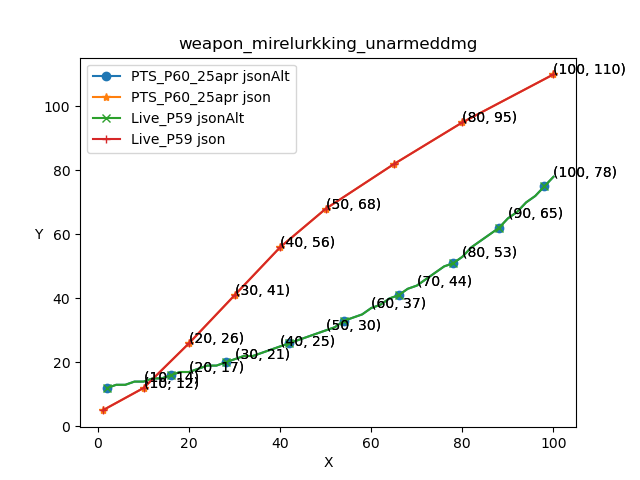 weapon_mirelurkking_unarmeddmg
PTS_P60_25apr jsonAlt
PTS_P60_25apr json
Live_P59 jsonAlt
Live_P59 json
(100, 110)
(80, 95)
(100, 78)
(50, 68)
(90, 65)
(40, 56)
(80, 53)
(70, 44)
(30, 41)
(60, 37)
(50, 30)
(20, 26)
(40, 25)
(30, 21)
(20, 17)
(10, 14)
(10, 12)
Y
100
80
60
40
20
0
0 20 40 60 80 100
X